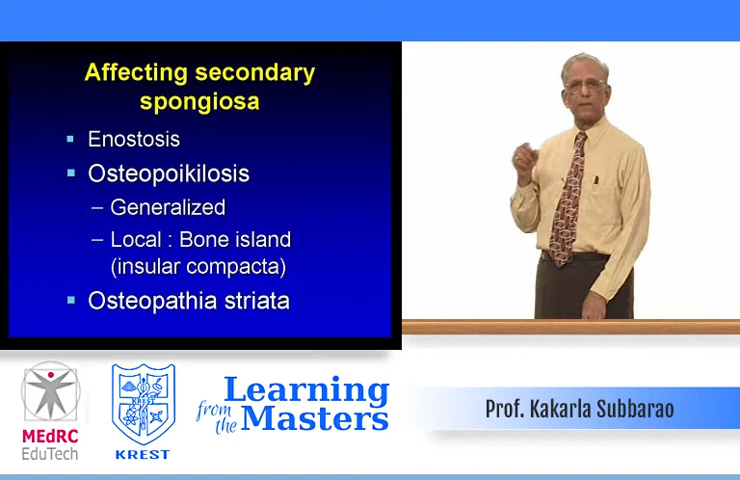 Affecting secondary
spongiosa
Enostosis
Osteopoikilosis
– Generalized
– Local : Bone island
(insular compacta)
Osteopathia striata
MEdRC
EduTech
KREST
KREST
Learning
from the
Masters
Prof. Kakarla Subbarao